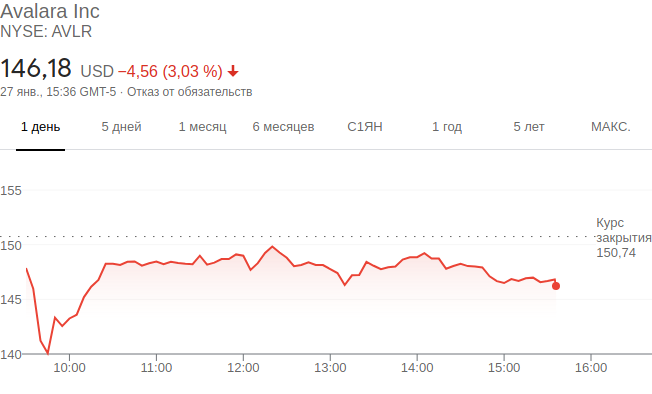 Avalara Inc
NYSE: AVLR
146,18 USD −4,56 (3,03 %)
27 янв., 15:36 GMT-5 · Отказ от обязательств
1 день 5 дней 1 месяц 6 месяцев С1ЯН 1 год 5 лет МАКС.
155
Курс
закрытия
150,74
150
145
140
10:00 11:00 12:00 13:00 14:00 15:00 16:00